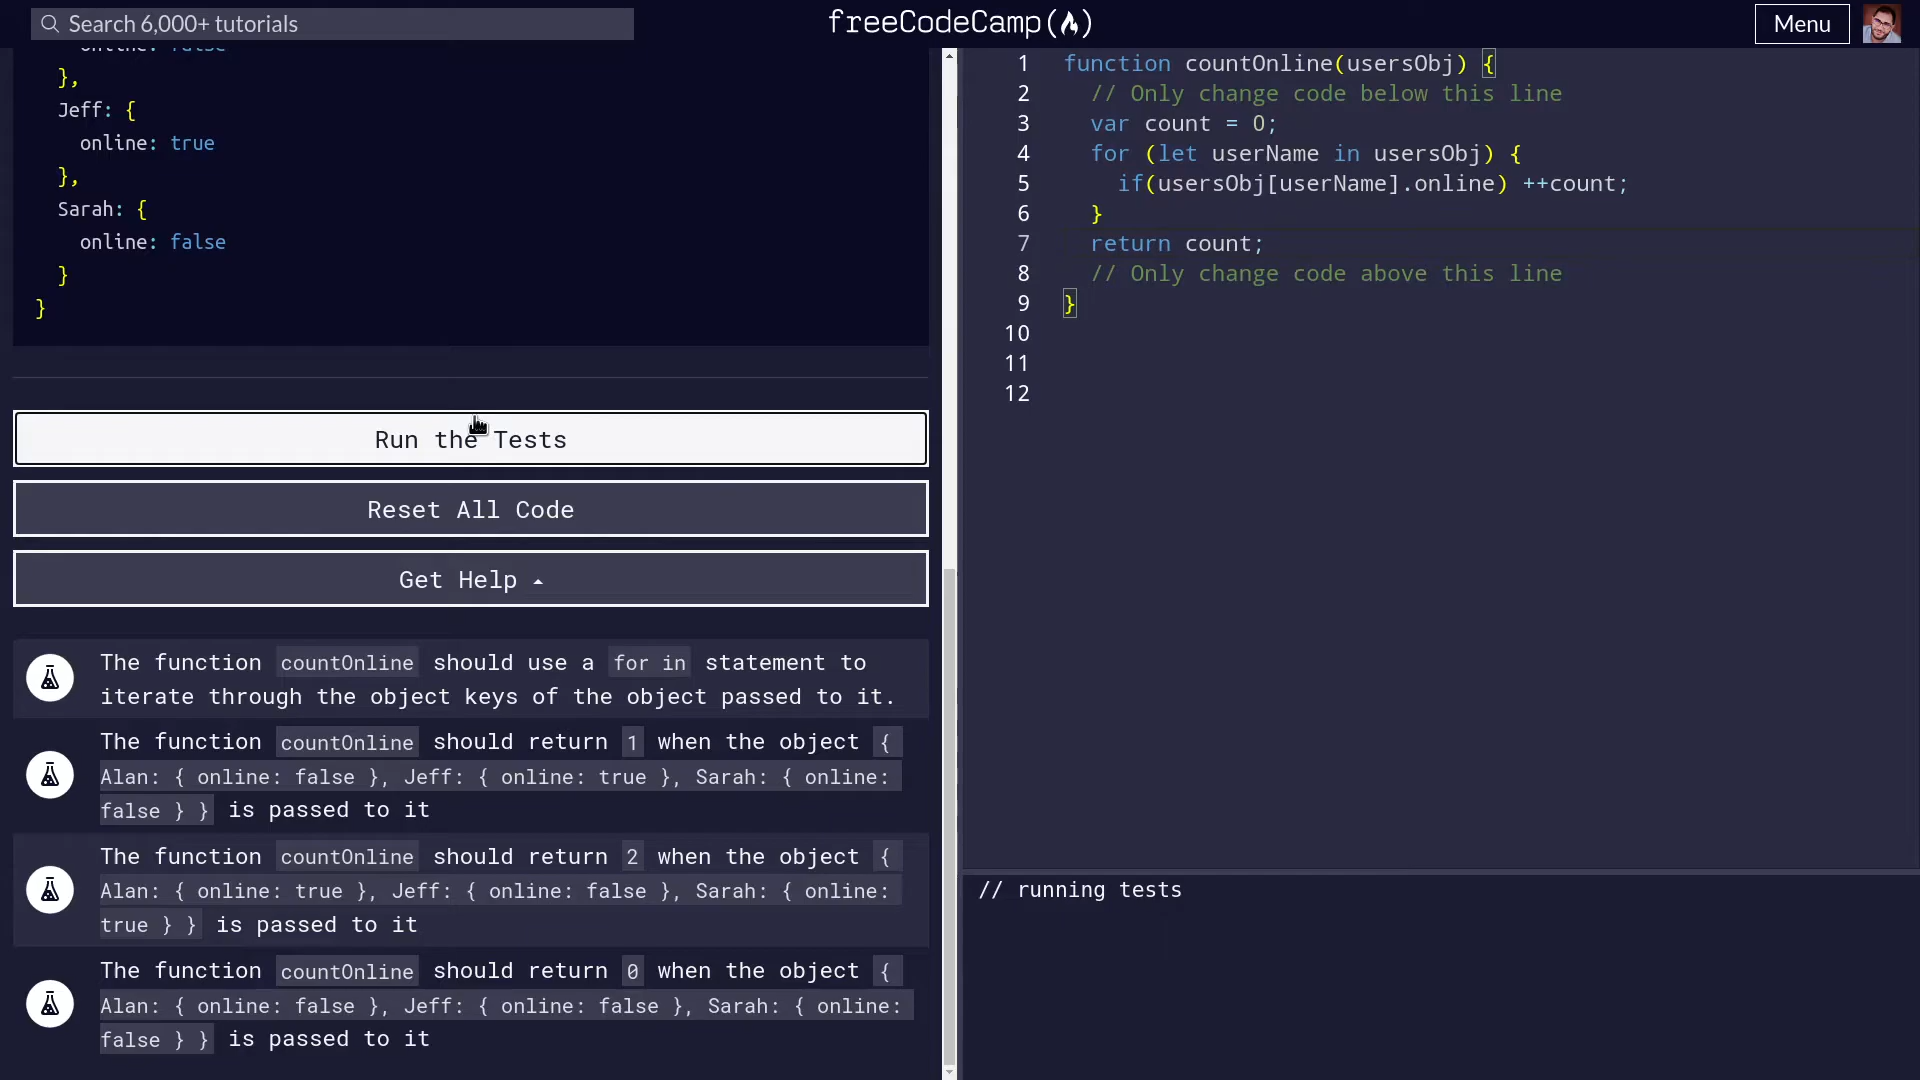 Search 6,000+ tutorials
freeCodeCamp
Menu
online: false
},
Jeff: {
online: true
},
Sarah: {
online: false
}
}
Run the Tests
Reset All Code
Get Help
The function countOnline should use a for in statement to
iterate through the object keys of the object passed to it.
The function countOnline should return 1 when the object {
Alan: { online: false }, Jeff: { online: true }, Sarah: { online:
false } } is passed to it
The function countOnline should return 2 when the object {
Alan: { online: true }, Jeff: { online: false }, Sarah: { online:
true } } is passed to it
The function countOnline should return 0 when the object {
Alan: { online: false }, Jeff: { online: false }, Sarah: { online:
false } } is passed to it
1 function countOnline(usersObj) {
2 // Only change code below this line
3 var count = 0;
4 for (let userName in usersObj) {
5 if(usersObj[userName].online) ++count;
6 }
7 return count;
8 // Only change code above this line
9 }
10
11
12
// running tests